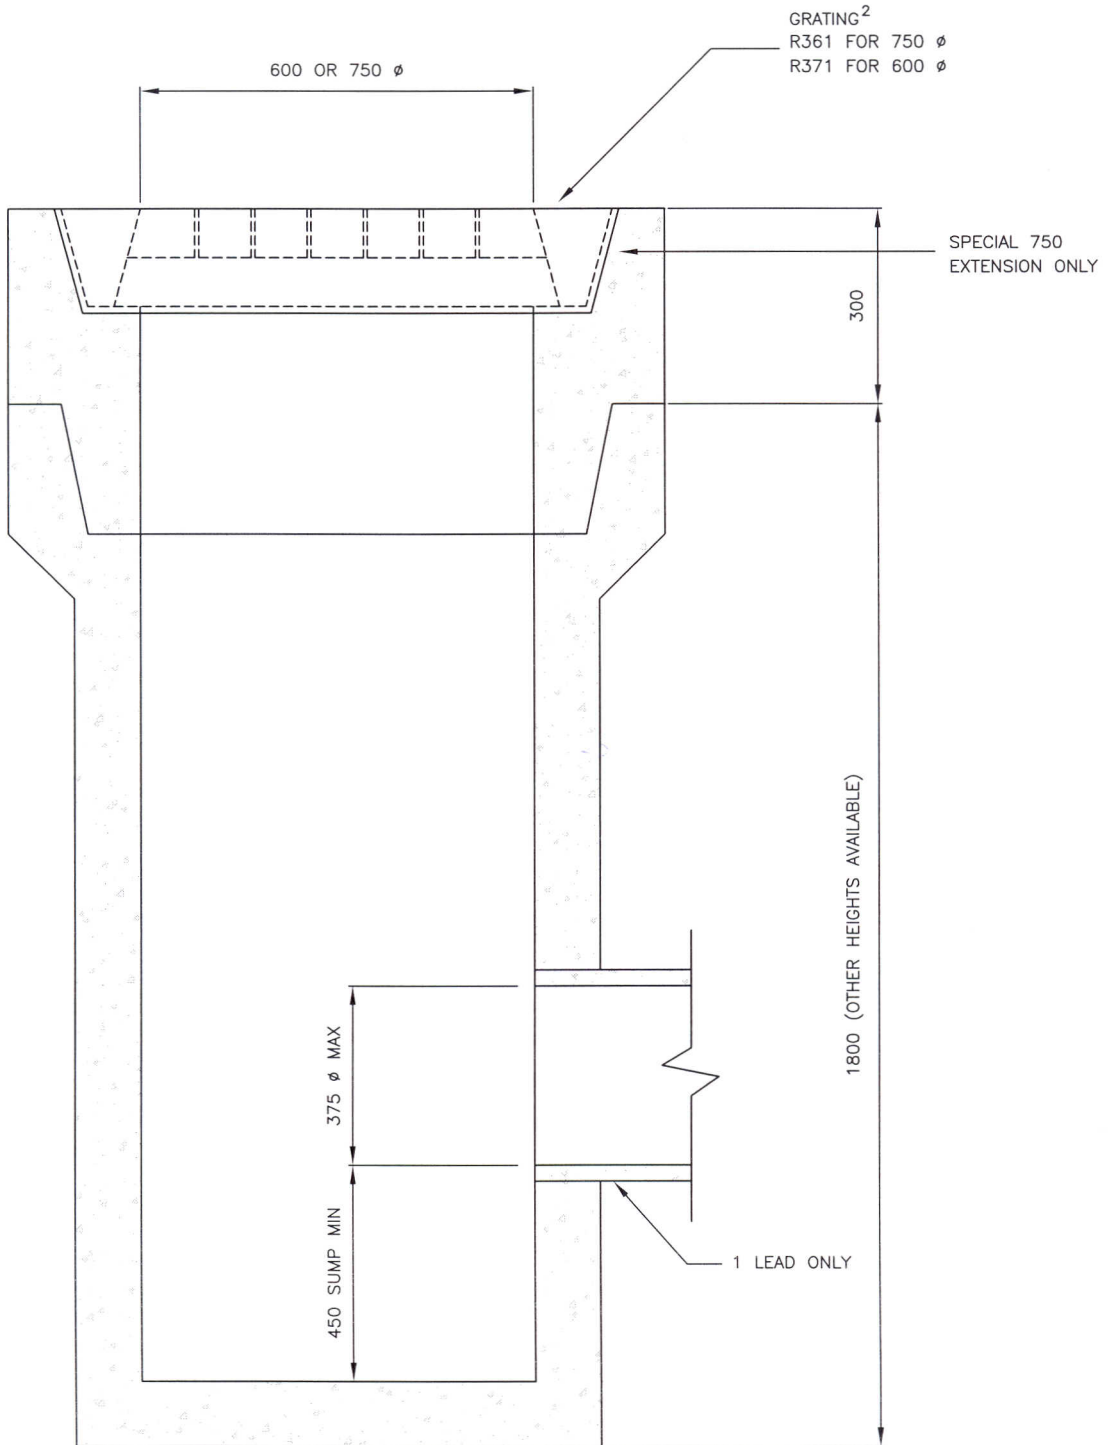 GRATING²
R361 FOR 750 ø
R371 FOR 600 ø
600 OR 750 ø
SPECIAL 750
EXTENSION ONLY
300
1800 (OTHER HEIGHTS AVAILABLE)
375 ø MAX
450 SUMP MIN
1 LEAD ONLY